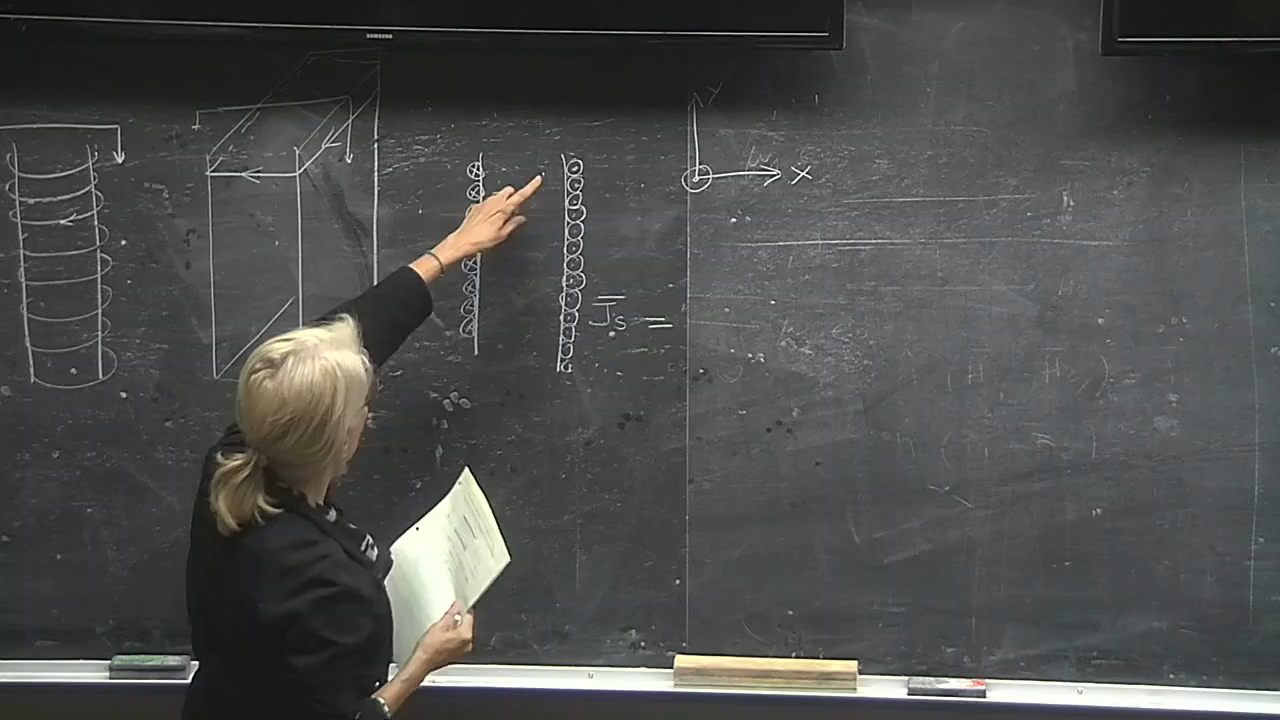 SAMSUNG
Y
X
J̅s =